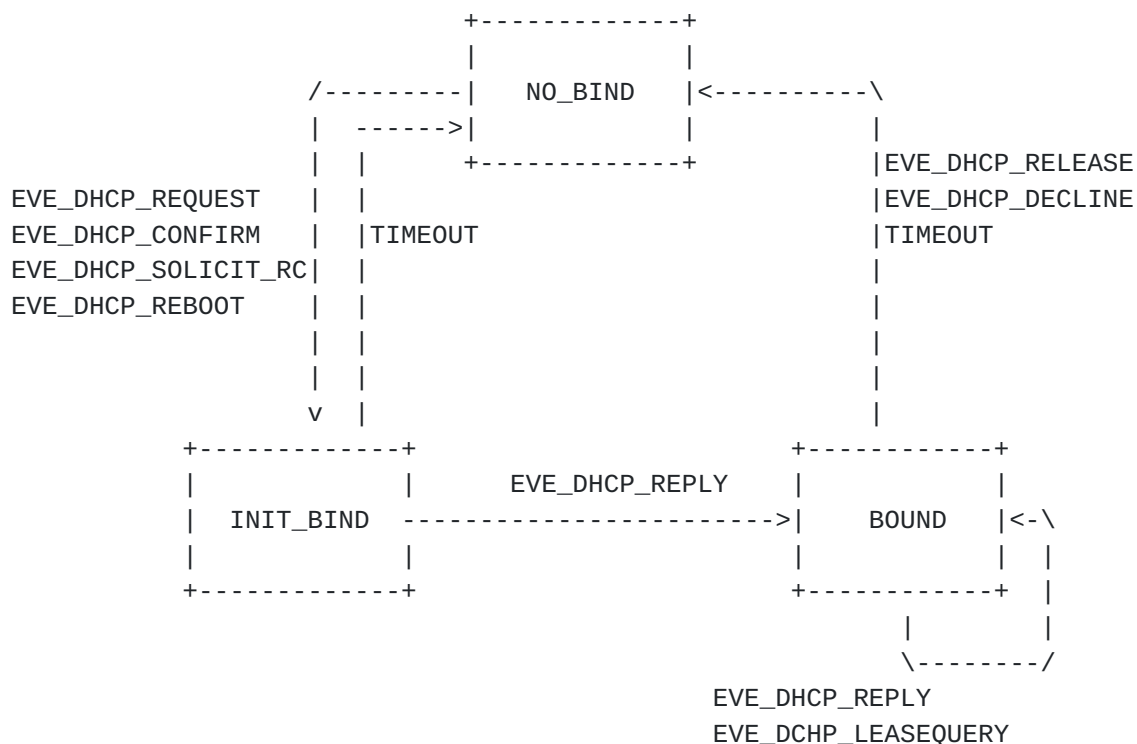 NO_BIND
EVE_DHCP_RELEASE
EVE_DHCP_REQUEST EVE_DHCP_DECLINE
EVE_DHCP_CONFIRM TIMEOUT TIMEOUT
EVE_DHCP_SOLICIT_RC
EVE_DHCP_REBOOT
EVE_DHCP_REPLY
INIT_BIND BOUND
EVE_DHCP_REPLY
EVE_DCHP_LEASEQUERY